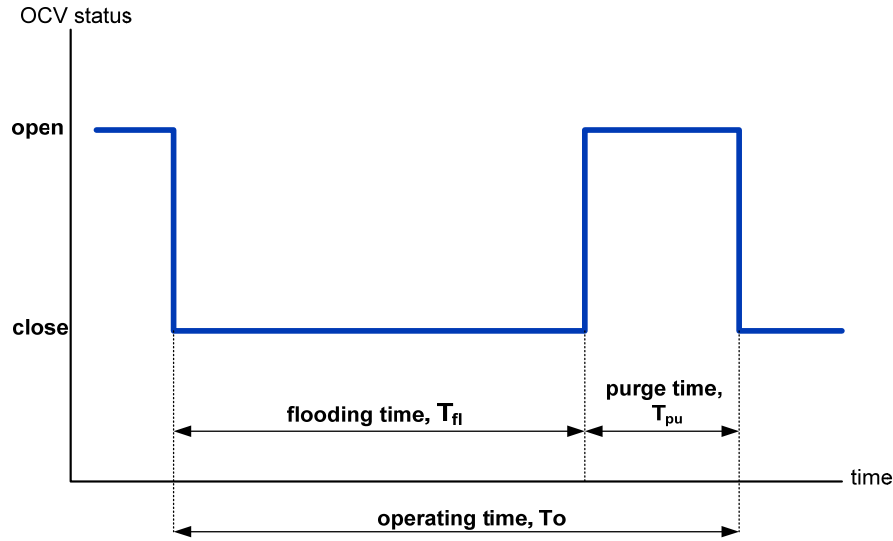 OCV status
open
close
flooding time, Tfl
purge time,
Tpu
time
operating time, To